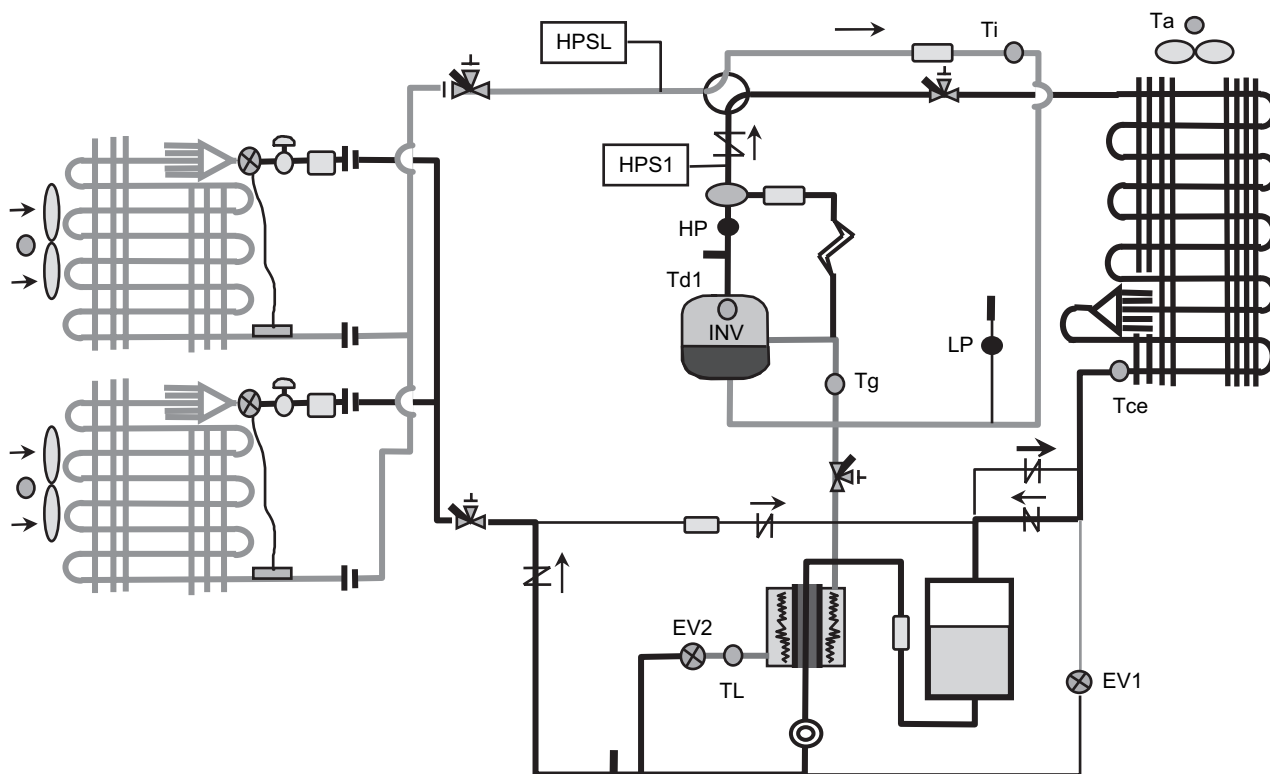 HPSL
Ti
Ta
HPS1
HP
Td1
INV
LP
Tg
Tce
EV2
TL
EV1